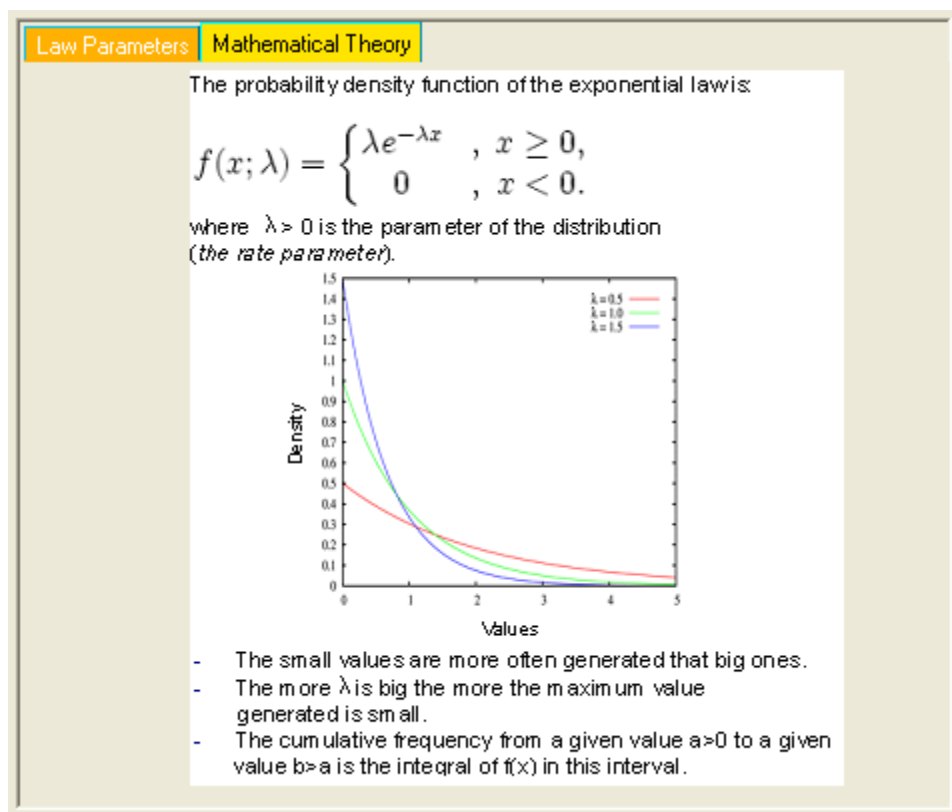 Law Parameters Mathematical Theory
The probability density function of the exponential law is:
f(x; λ) = { λe^{−λx} , x ≥ 0,
0 , x < 0.
where λ > 0 is the parameter of the distribution
(the rate parameter).
1.5
1.4
1.3
1.2
1.1
1
0.9
0.8
0.7
0.6
0.5
0.4
0.3
0.2
0.1
0
λ = 0.5
λ = 1.0
λ = 1.5
Density
0 1 2 3 4 5
Values
- The small values are more often generated that big ones.
- The more λ is big the more the maximum value
generated is small.
- The cumulative frequency from a given value a>0 to a given
value b>a is the integral of f(x) in this interval.